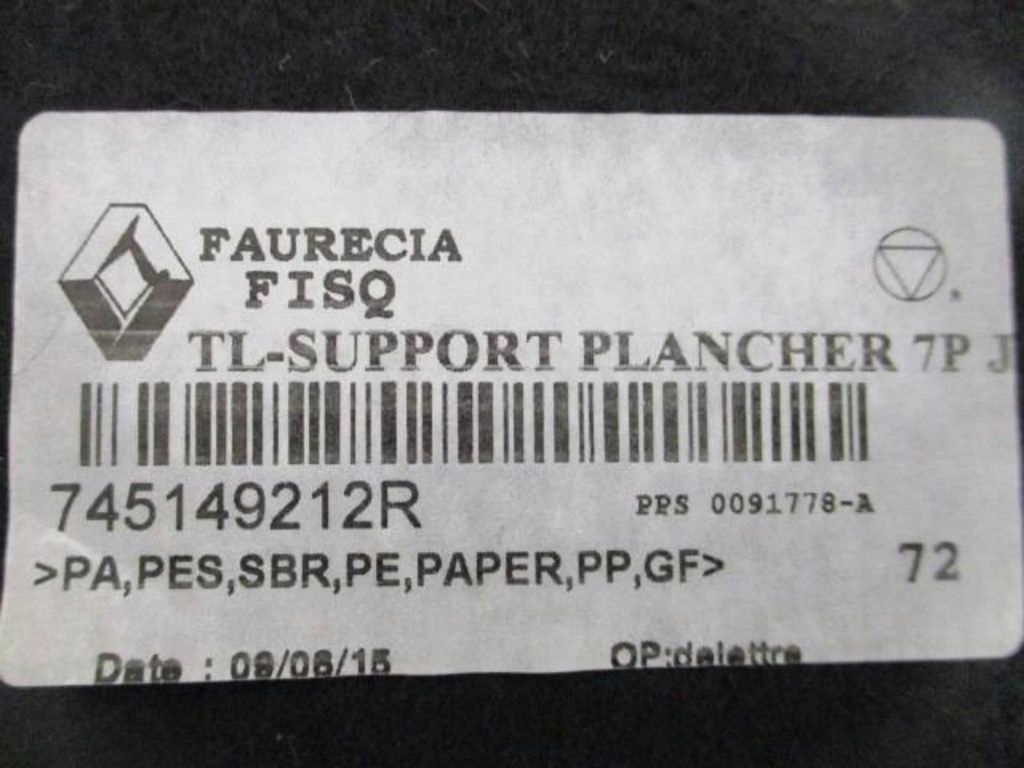 FAURECIA
FISQ
TL-SUPPORT PLANCHER 7P J
745149212R
PPS 0091778-A
>PA,PES,SBR,PE,PAPER,PP,GF>
72
Date : 09/06/15 OP:delettre